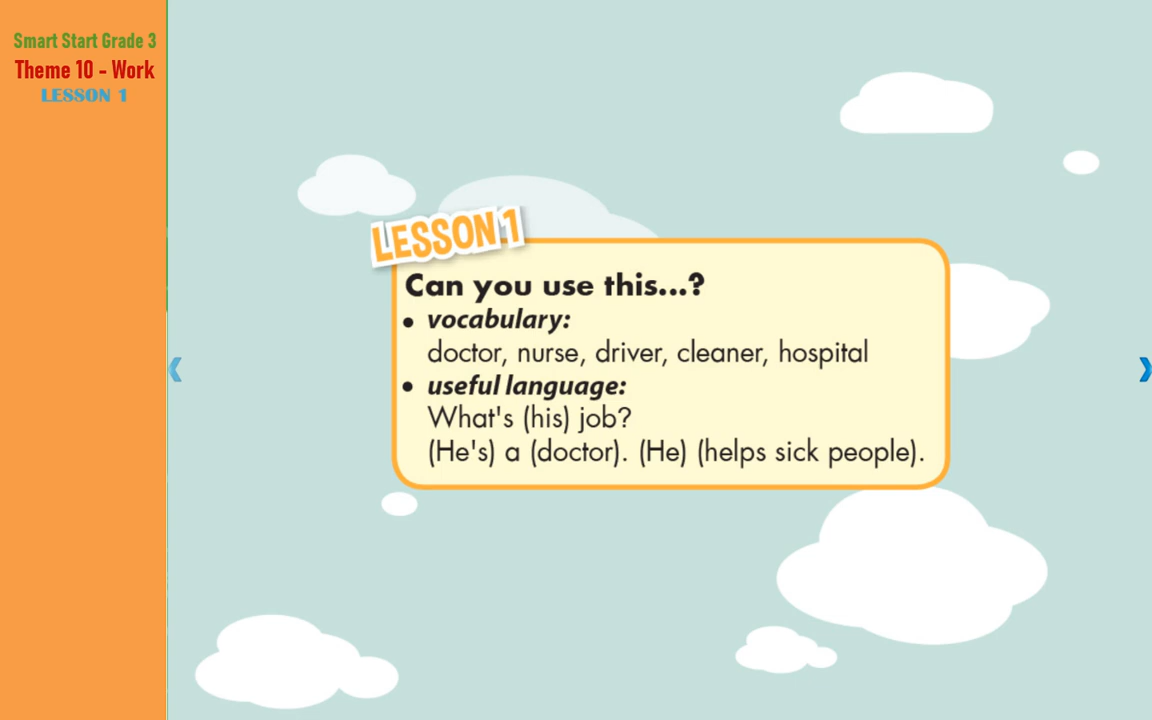 Smart Start Grade 3
Theme 10 - Work
LESSON 1
LESSON 1
Can you use this...?
• vocabulary:
doctor, nurse, driver, cleaner, hospital
• useful language:
What's (his) job?
(He's) a (doctor). (He) (helps sick people).